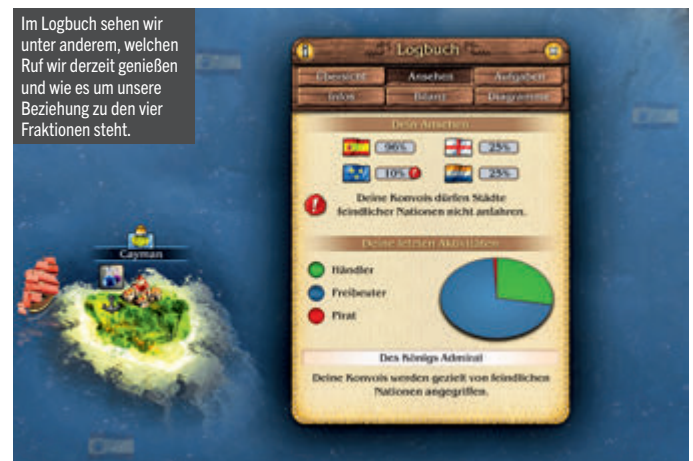 Im Logbuch sehen wir
unter anderem, welchen
Ruf wir derzeit genießen
und wie es um unsere
Beziehung zu den vier
Fraktionen steht.
Logbuch
Übersicht Ansehen Aufgaben
Infos Bilanz Diagramme
Dein Ansehen
96% 25%
10% 25%
Deine Konvois dürfen Städte
feindlicher Nationen nicht anfahren.
Deine letzten Aktivitäten
Händler
Freibeuter
Pirat
Des Königs Admiral
Deine Konvois werden gezielt von feindlichen
Nationen angegriffen.
Cayman